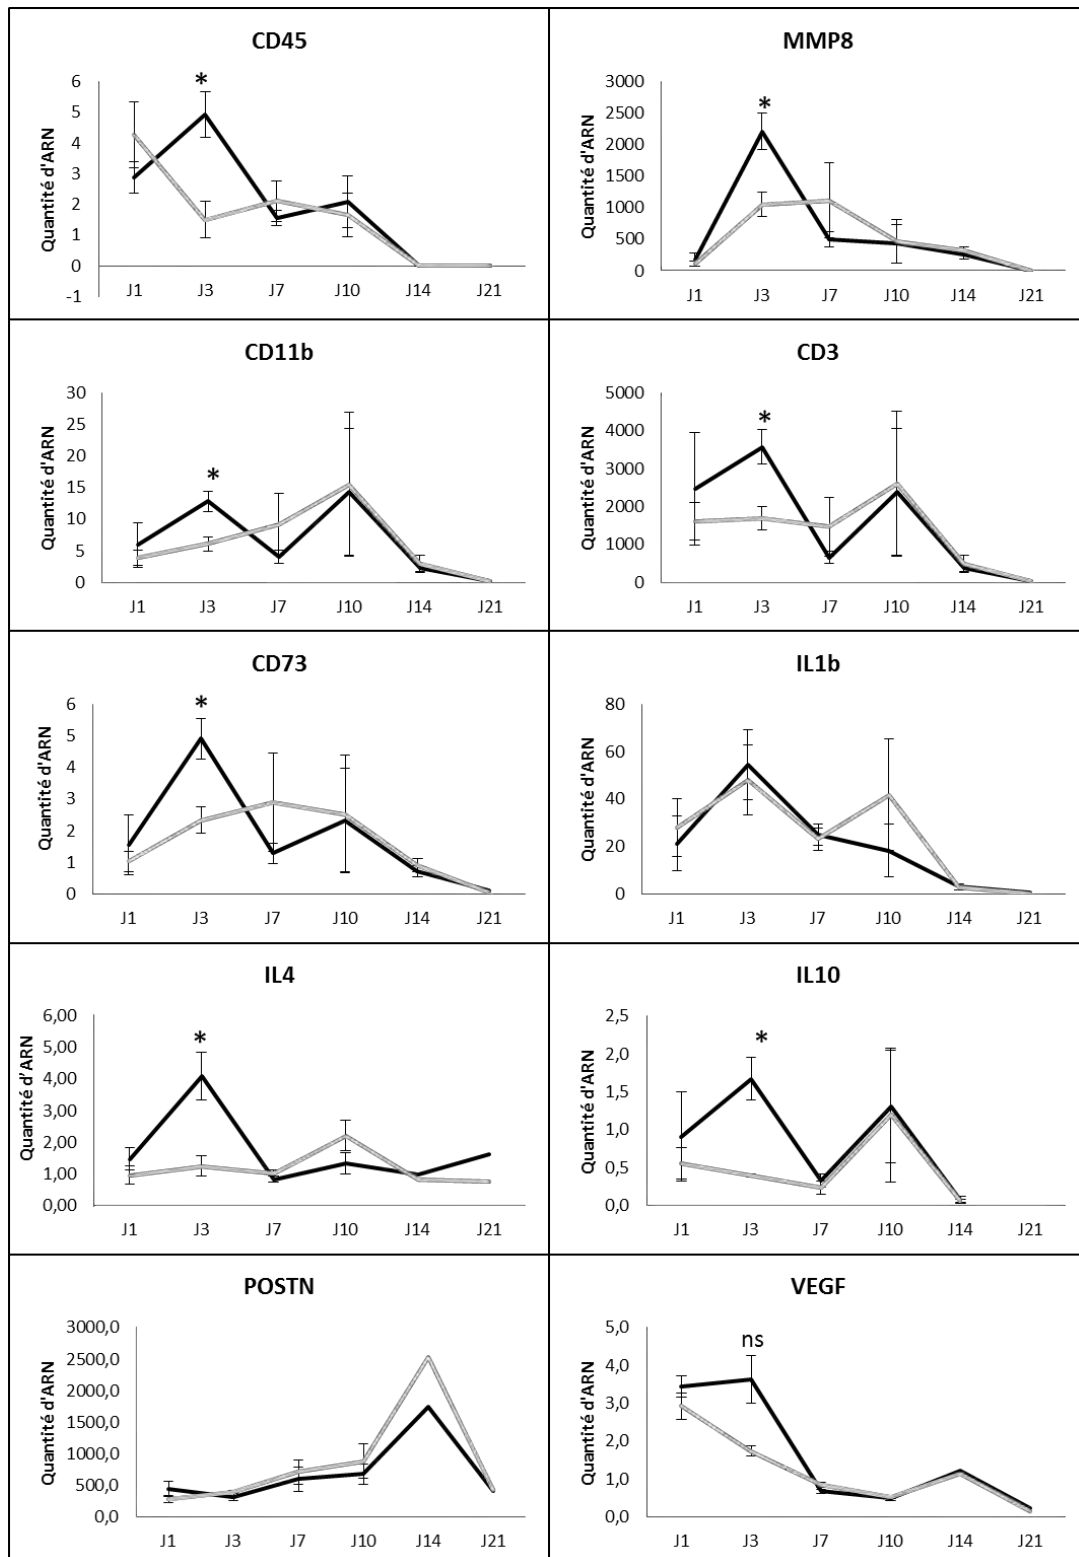 CD45
*
Quantité d'ARN
6
5
4
3
2
1
0
-1
J1 J3 J7 J10 J14 J21
MMP8
*
Quantité d'ARN
3000
2500
2000
1500
1000
500
0
J1 J3 J7 J10 J14 J21
CD11b
*
Quantité d'ARN
30
25
20
15
10
5
0
J1 J3 J7 J10 J14 J21
CD3
*
Quantité d'ARN
5000
4000
3000
2000
1000
0
J1 J3 J7 J10 J14 J21
CD73
*
Quantité d'ARN
6
5
4
3
2
1
0
J1 J3 J7 J10 J14 J21
IL1b
Quantité d'ARN
80
60
40
20
0
J1 J3 J7 J10 J14 J21
IL4
*
Quantité d'ARN
6,00
5,00
4,00
3,00
2,00
1,00
0,00
J1 J3 J7 J10 J14 J21
IL10
*
Quantité d'ARN
2,5
2,0
1,5
1,0
0,5
0,0
J1 J3 J7 J10 J14 J21
POSTN
Quantité d'ARN
3000,0
2500,0
2000,0
1500,0
1000,0
500,0
0,0
J1 J3 J7 J10 J14 J21
VEGF
ns
Quantité d'ARN
5,0
4,0
3,0
2,0
1,0
0,0
J1 J3 J7 J10 J14 J21